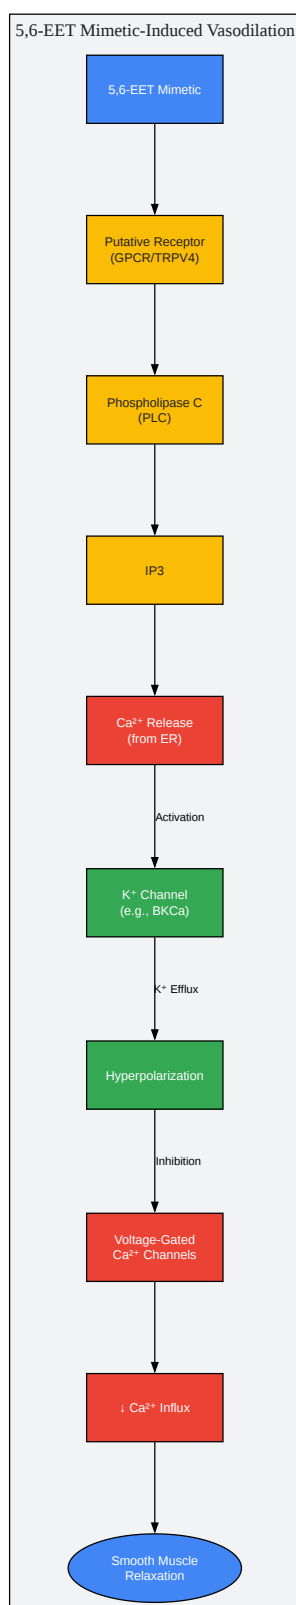 5,6-EET Mimetic-Induced Vasodilation
5,6-EET Mimetic
Putative Receptor
(GPCR/TRPV4)
Phospholipase C
(PLC)
IP3
Ca²⁺ Release
(from ER)
Activation
K⁺ Channel
(e.g., BKCa)
K⁺ Efflux
Hyperpolarization
Inhibition
Voltage-Gated
Ca²⁺ Channels
↓ Ca²⁺ Influx
Smooth Muscle
Relaxation